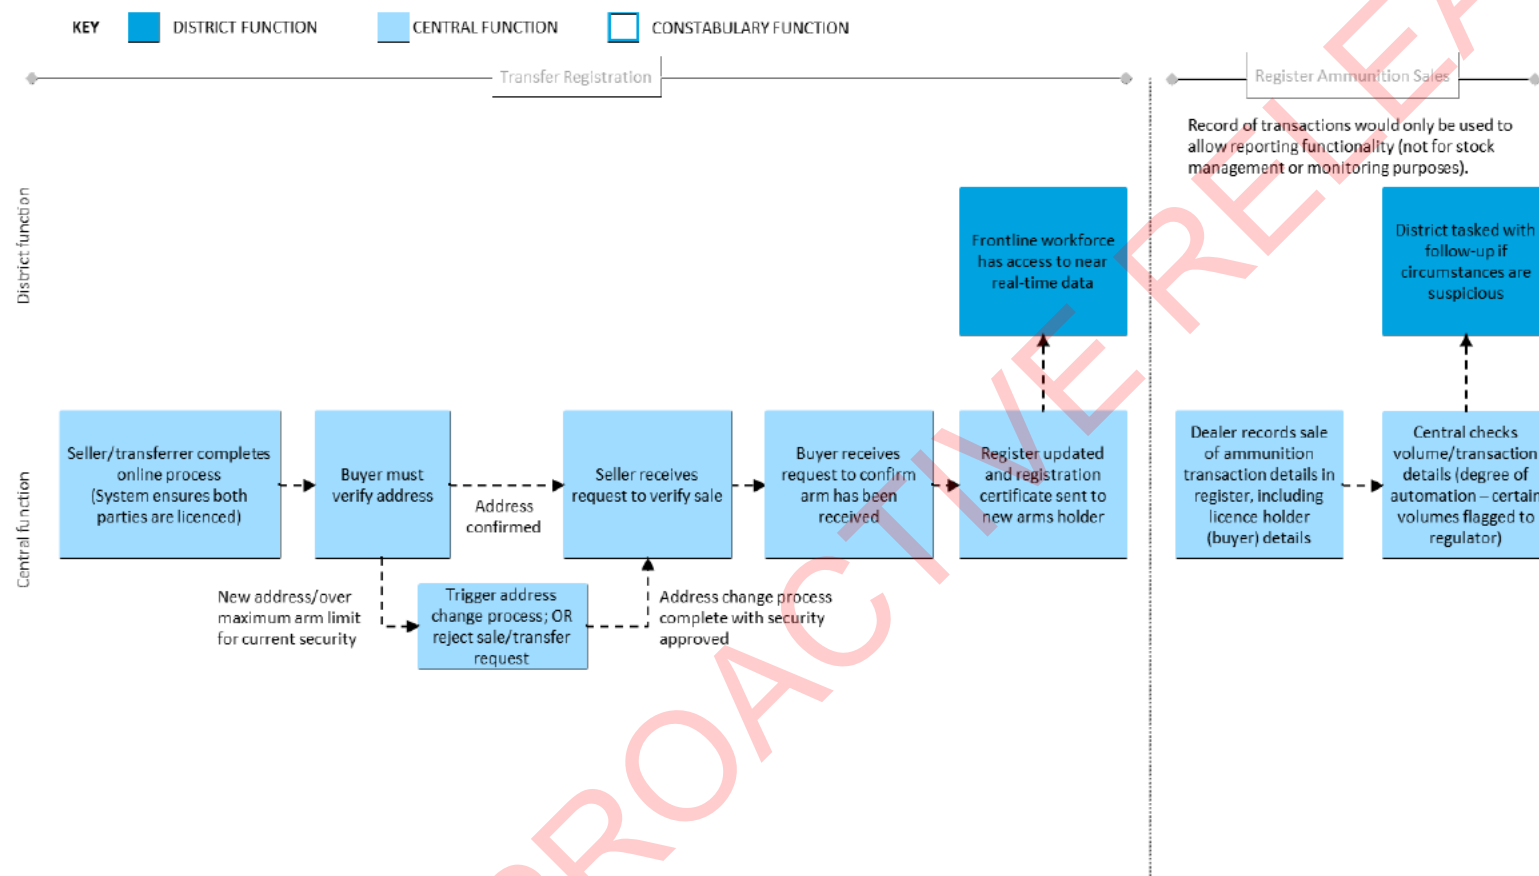 KEY
DISTRICT FUNCTION
CENTRAL FUNCTION
CONSTABULARY FUNCTION
Transfer Registration
Register Ammunition Sales
Record of transactions would only be used to
allow reporting functionality (not for stock
management or monitoring purposes).
District function
Frontline workforce
has access to near
real-time data
District tasked with
follow-up if
circumstances are
suspicious
Central function
Seller/transferrer completes
online process
(System ensures both
parties are licenced)
Buyer must
verify address
Address
confirmed
Seller receives
request to verify sale
Buyer receives
request to confirm
arm has been
received
Register updated
and registration
certificate sent to
new arms holder
Dealer records sale
of ammunition
transaction details in
register, including
licence holder
(buyer) details
Central checks
volume/transaction
details (degree of
automation – certain
volumes flagged to
regulator)
New address/over
maximum arm limit
for current security
Trigger address
change process; OR
reject sale/transfer
request
Address change process
complete with security
approved
PROACTIVE RELEA